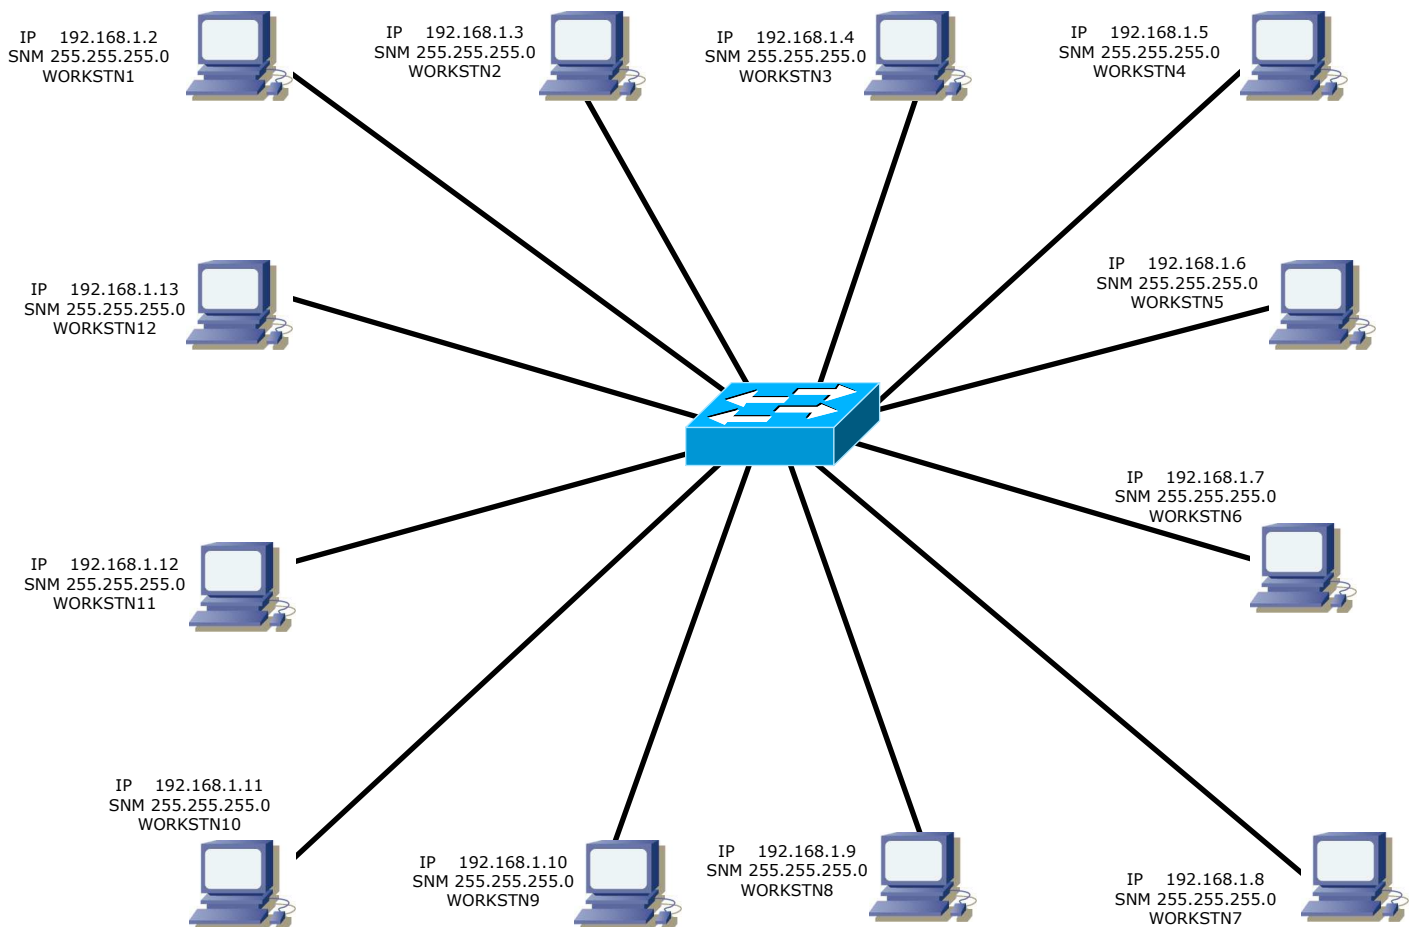 IP 192.168.1.2
SNM 255.255.255.0
WORKSTN1
IP 192.168.1.3
SNM 255.255.255.0
WORKSTN2
IP 192.168.1.4
SNM 255.255.255.0
WORKSTN3
IP 192.168.1.5
SNM 255.255.255.0
WORKSTN4
IP 192.168.1.13
SNM 255.255.255.0
WORKSTN12
IP 192.168.1.6
SNM 255.255.255.0
WORKSTN5
IP 192.168.1.12
SNM 255.255.255.0
WORKSTN11
IP 192.168.1.7
SNM 255.255.255.0
WORKSTN6
IP 192.168.1.11
SNM 255.255.255.0
WORKSTN10
IP 192.168.1.10
SNM 255.255.255.0
WORKSTN9
IP 192.168.1.9
SNM 255.255.255.0
WORKSTN8
IP 192.168.1.8
SNM 255.255.255.0
WORKSTN7